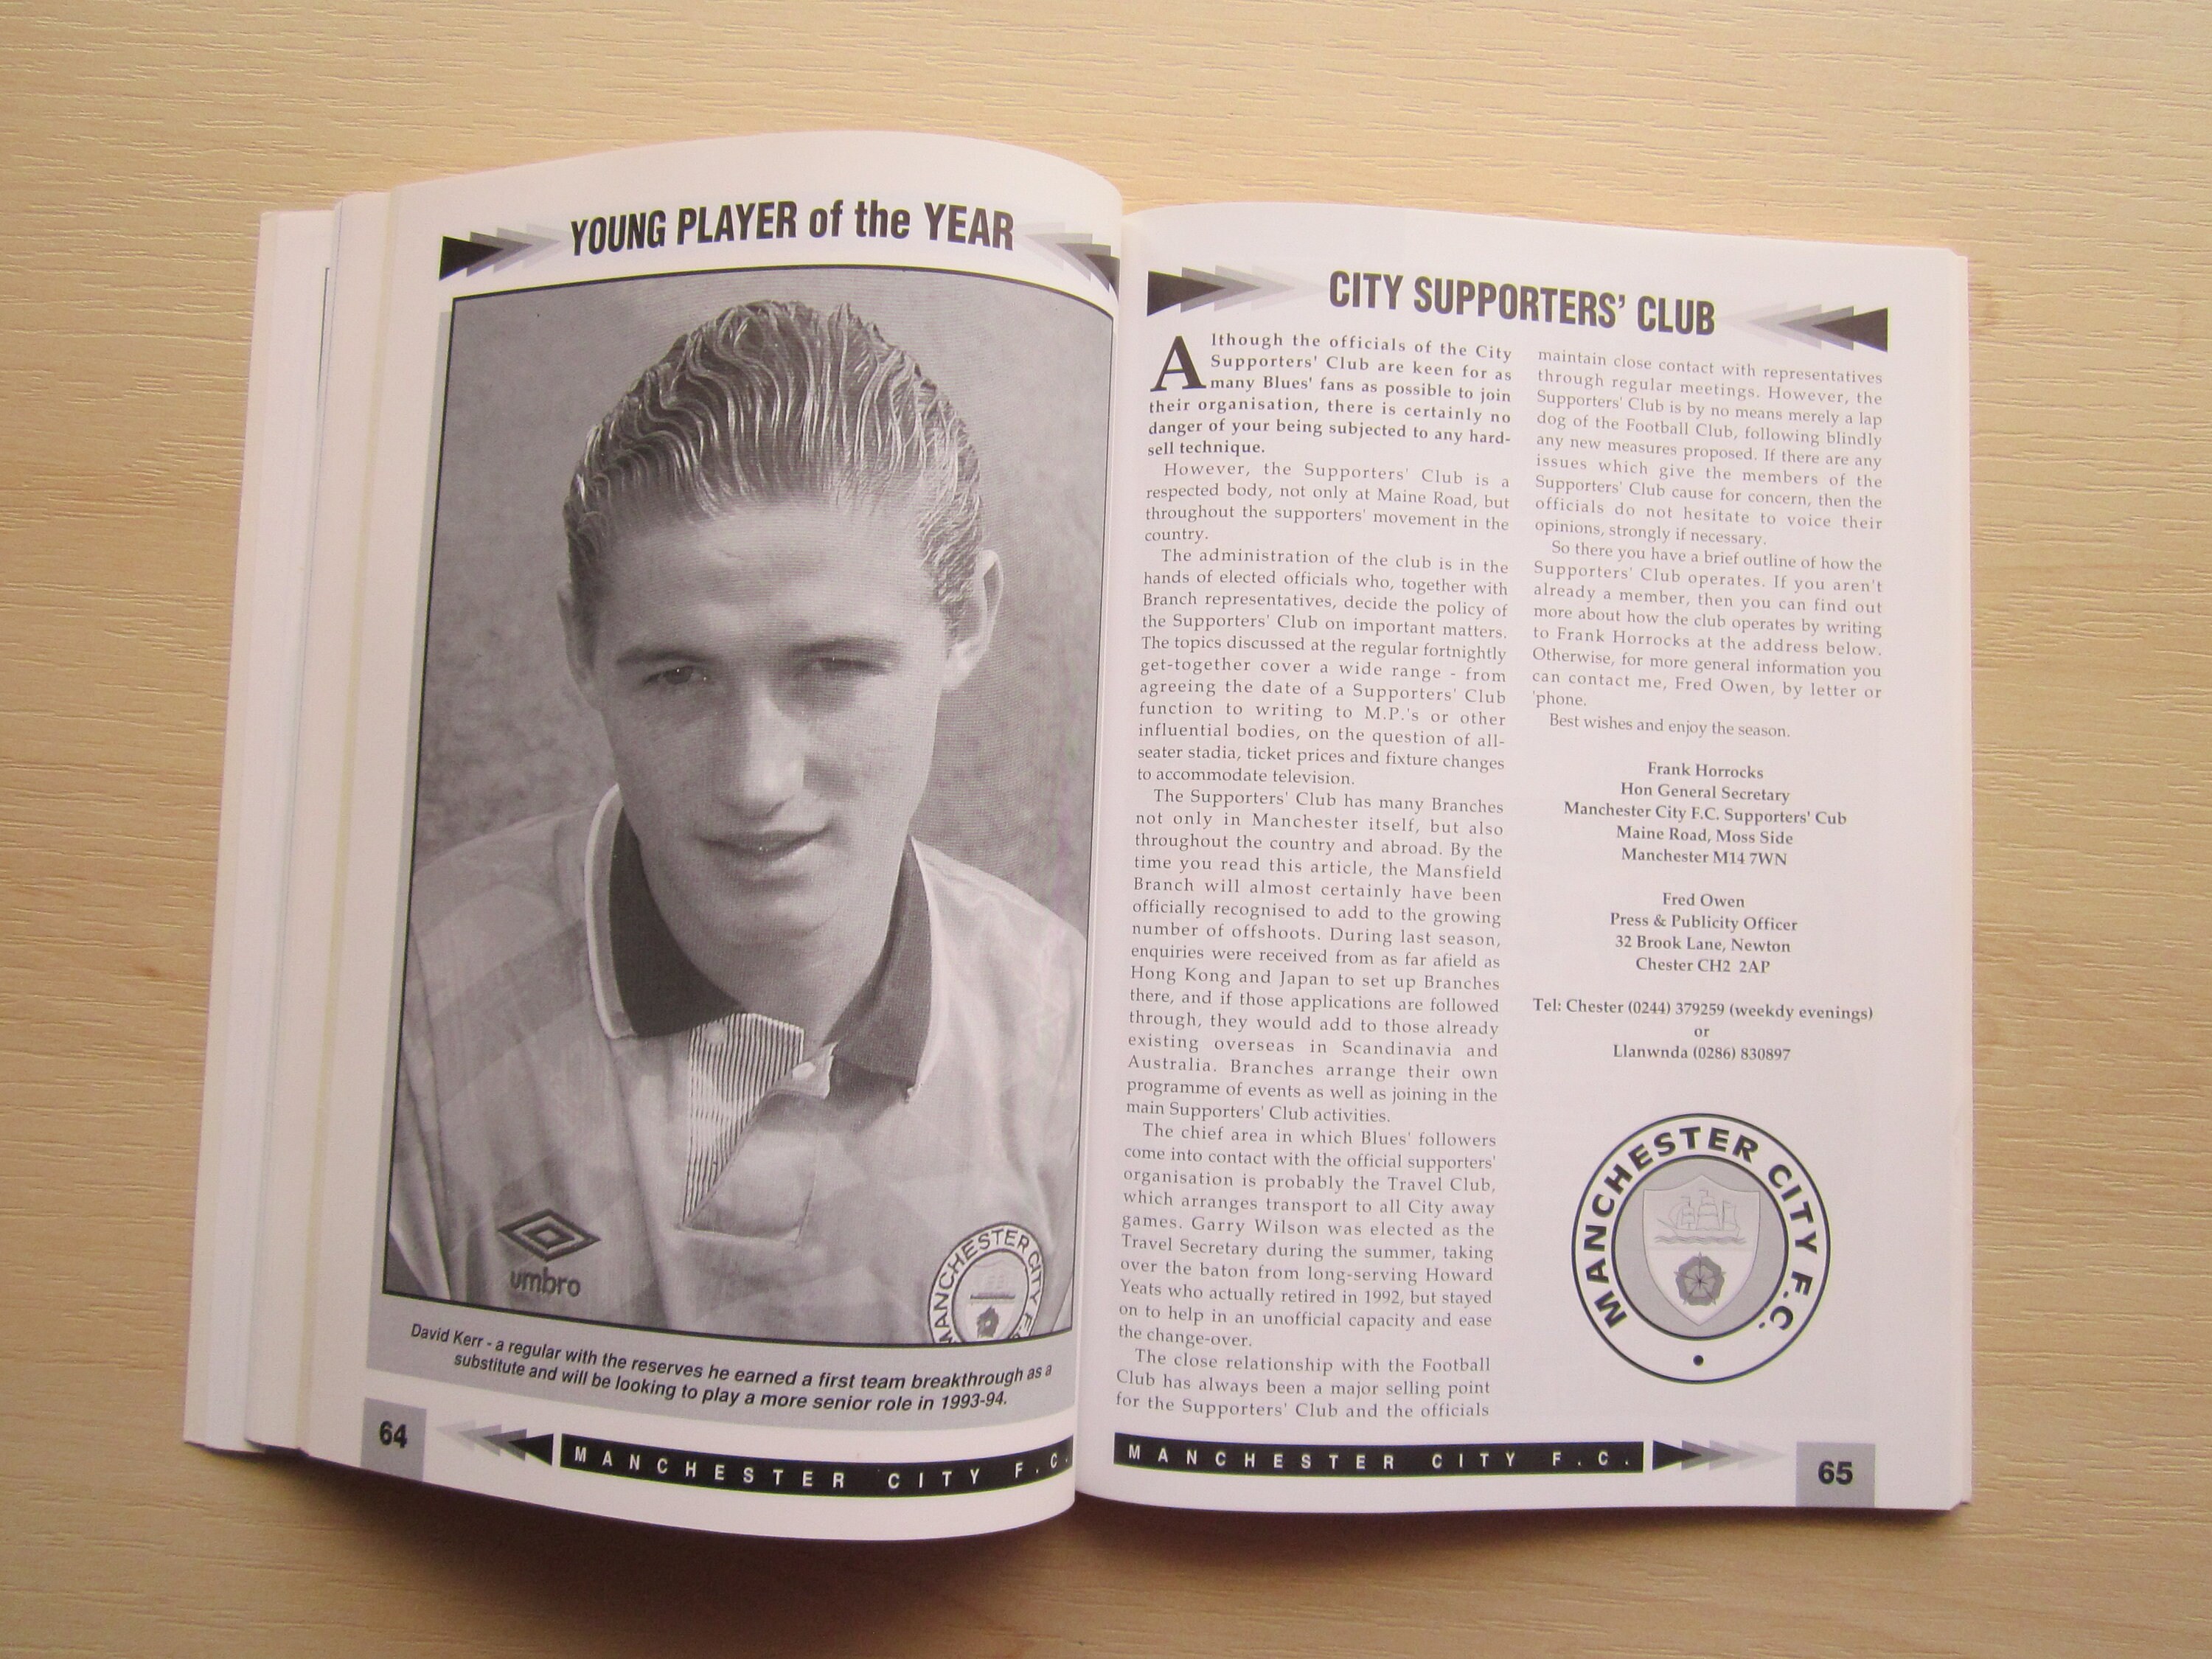 YOUNG PLAYER of the YEAR
umbro
MANCHESTER CITY F.C.
David Kerr - a regular with the reserves he earned a first team breakthrough as a
substitute and will be looking to play a more senior role in 1993-94.
64
MANCHESTER CITY F.C.
CITY SUPPORTERS' CLUB
Although the officials of the City
Supporters' Club are keen for as
many Blues' fans as possible to join
their organisation, there is certainly no
danger of your being subjected to any hard-
sell technique.
However, the Supporters' Club is a
respected body, not only at Maine Road, but
throughout the supporters' movement in the
country.
The administration of the club is in the
hands of elected officials who, together with
Branch representatives, decide the policy of
the Supporters' Club on important matters.
The topics discussed at the regular fortnightly
get-together cover a wide range - from
agreeing the date of a Supporters' Club
function to writing to M.P.'s or other
influential bodies, on the question of all-
seater stadia, ticket prices and fixture changes
to accommodate television.
The Supporters' Club has many Branches
not only in Manchester itself, but also
throughout the country and abroad. By the
time you read this article, the Mansfield
Branch will almost certainly have been
officially recognised to add to the growing
number of offshoots. During last season,
enquiries were received from as far afield as
Hong Kong and Japan to set up Branches
there, and if those applications are followed
through, they would add to those already
existing overseas in Scandinavia and
Australia. Branches arrange their own
programme of events as well as joining in the
main Supporters' Club activities.
The chief area in which Blues' followers
come into contact with the official supporters'
organisation is probably the Travel Club,
which arranges transport to all City away
games. Garry Wilson was elected as the
Travel Secretary during the summer, taking
over the baton from long-serving Howard
Yeats who actually retired in 1992, but stayed
on to help in an unofficial capacity and ease
the change-over.
The close relationship with the Football
Club has always been a major selling point
for the Supporters' Club and the officials
maintain close contact with representatives
through regular meetings. However, the
Supporters' Club is by no means merely a lap
dog of the Football Club, following blindly
any new measures proposed. If there are any
issues which give the members of the
Supporters' Club cause for concern, then the
officials do not hesitate to voice their
opinions, strongly if necessary.
So there you have a brief outline of how the
Supporters' Club operates. If you aren't
already a member, then you can find out
more about how the club operates by writing
to Frank Horrocks at the address below.
Otherwise, for more general information you
can contact me, Fred Owen, by letter or
'phone.
Best wishes and enjoy the season.
Frank Horrocks
Hon General Secretary
Manchester City F.C. Supporters' Cub
Maine Road, Moss Side
Manchester M14 7WN
Fred Owen
Press & Publicity Officer
32 Brook Lane, Newton
Chester CH2 2AP
Tel: Chester (0244) 379259 (weekdy evenings)
or
Llanwnda (0286) 830897
MANCHESTER CITY F.C.
MANCHESTER CITY F.C.
65